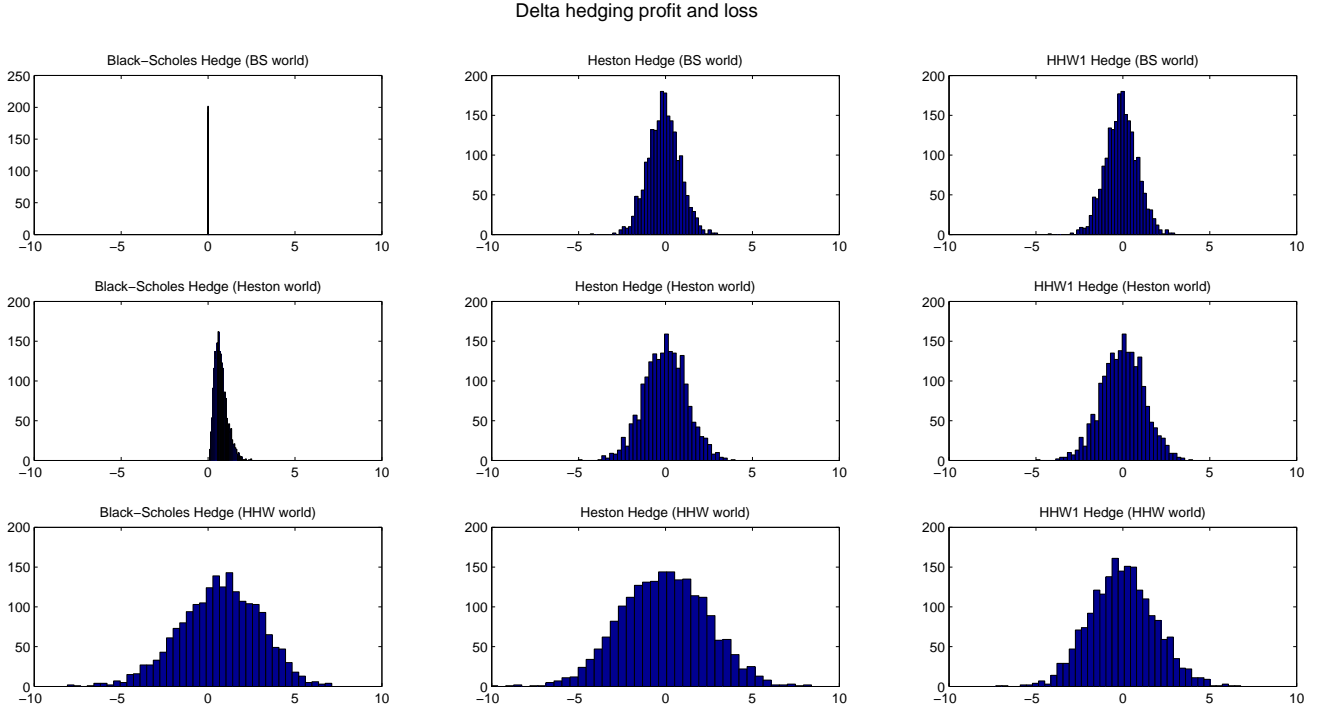 Delta hedging profit and loss
Black−Scholes Hedge (BS world)
250
200
150
100
50
0
−10 −5 0 5 10
Heston Hedge (BS world)
200
150
100
50
0
−10 −5 0 5 10
HHW1 Hedge (BS world)
200
150
100
50
0
−10 −5 0 5 10
Black−Scholes Hedge (Heston world)
200
150
100
50
0
−10 −5 0 5 10
Heston Hedge (Heston world)
200
150
100
50
0
−10 −5 0 5 10
HHW1 Hedge (Heston world)
200
150
100
50
0
−10 −5 0 5 10
Black−Scholes Hedge (HHW world)
200
150
100
50
0
−10 −5 0 5 10
Heston Hedge (HHW world)
200
150
100
50
0
−10 −5 0 5 10
HHW1 Hedge (HHW world)
200
150
100
50
0
−10 −5 0 5 10